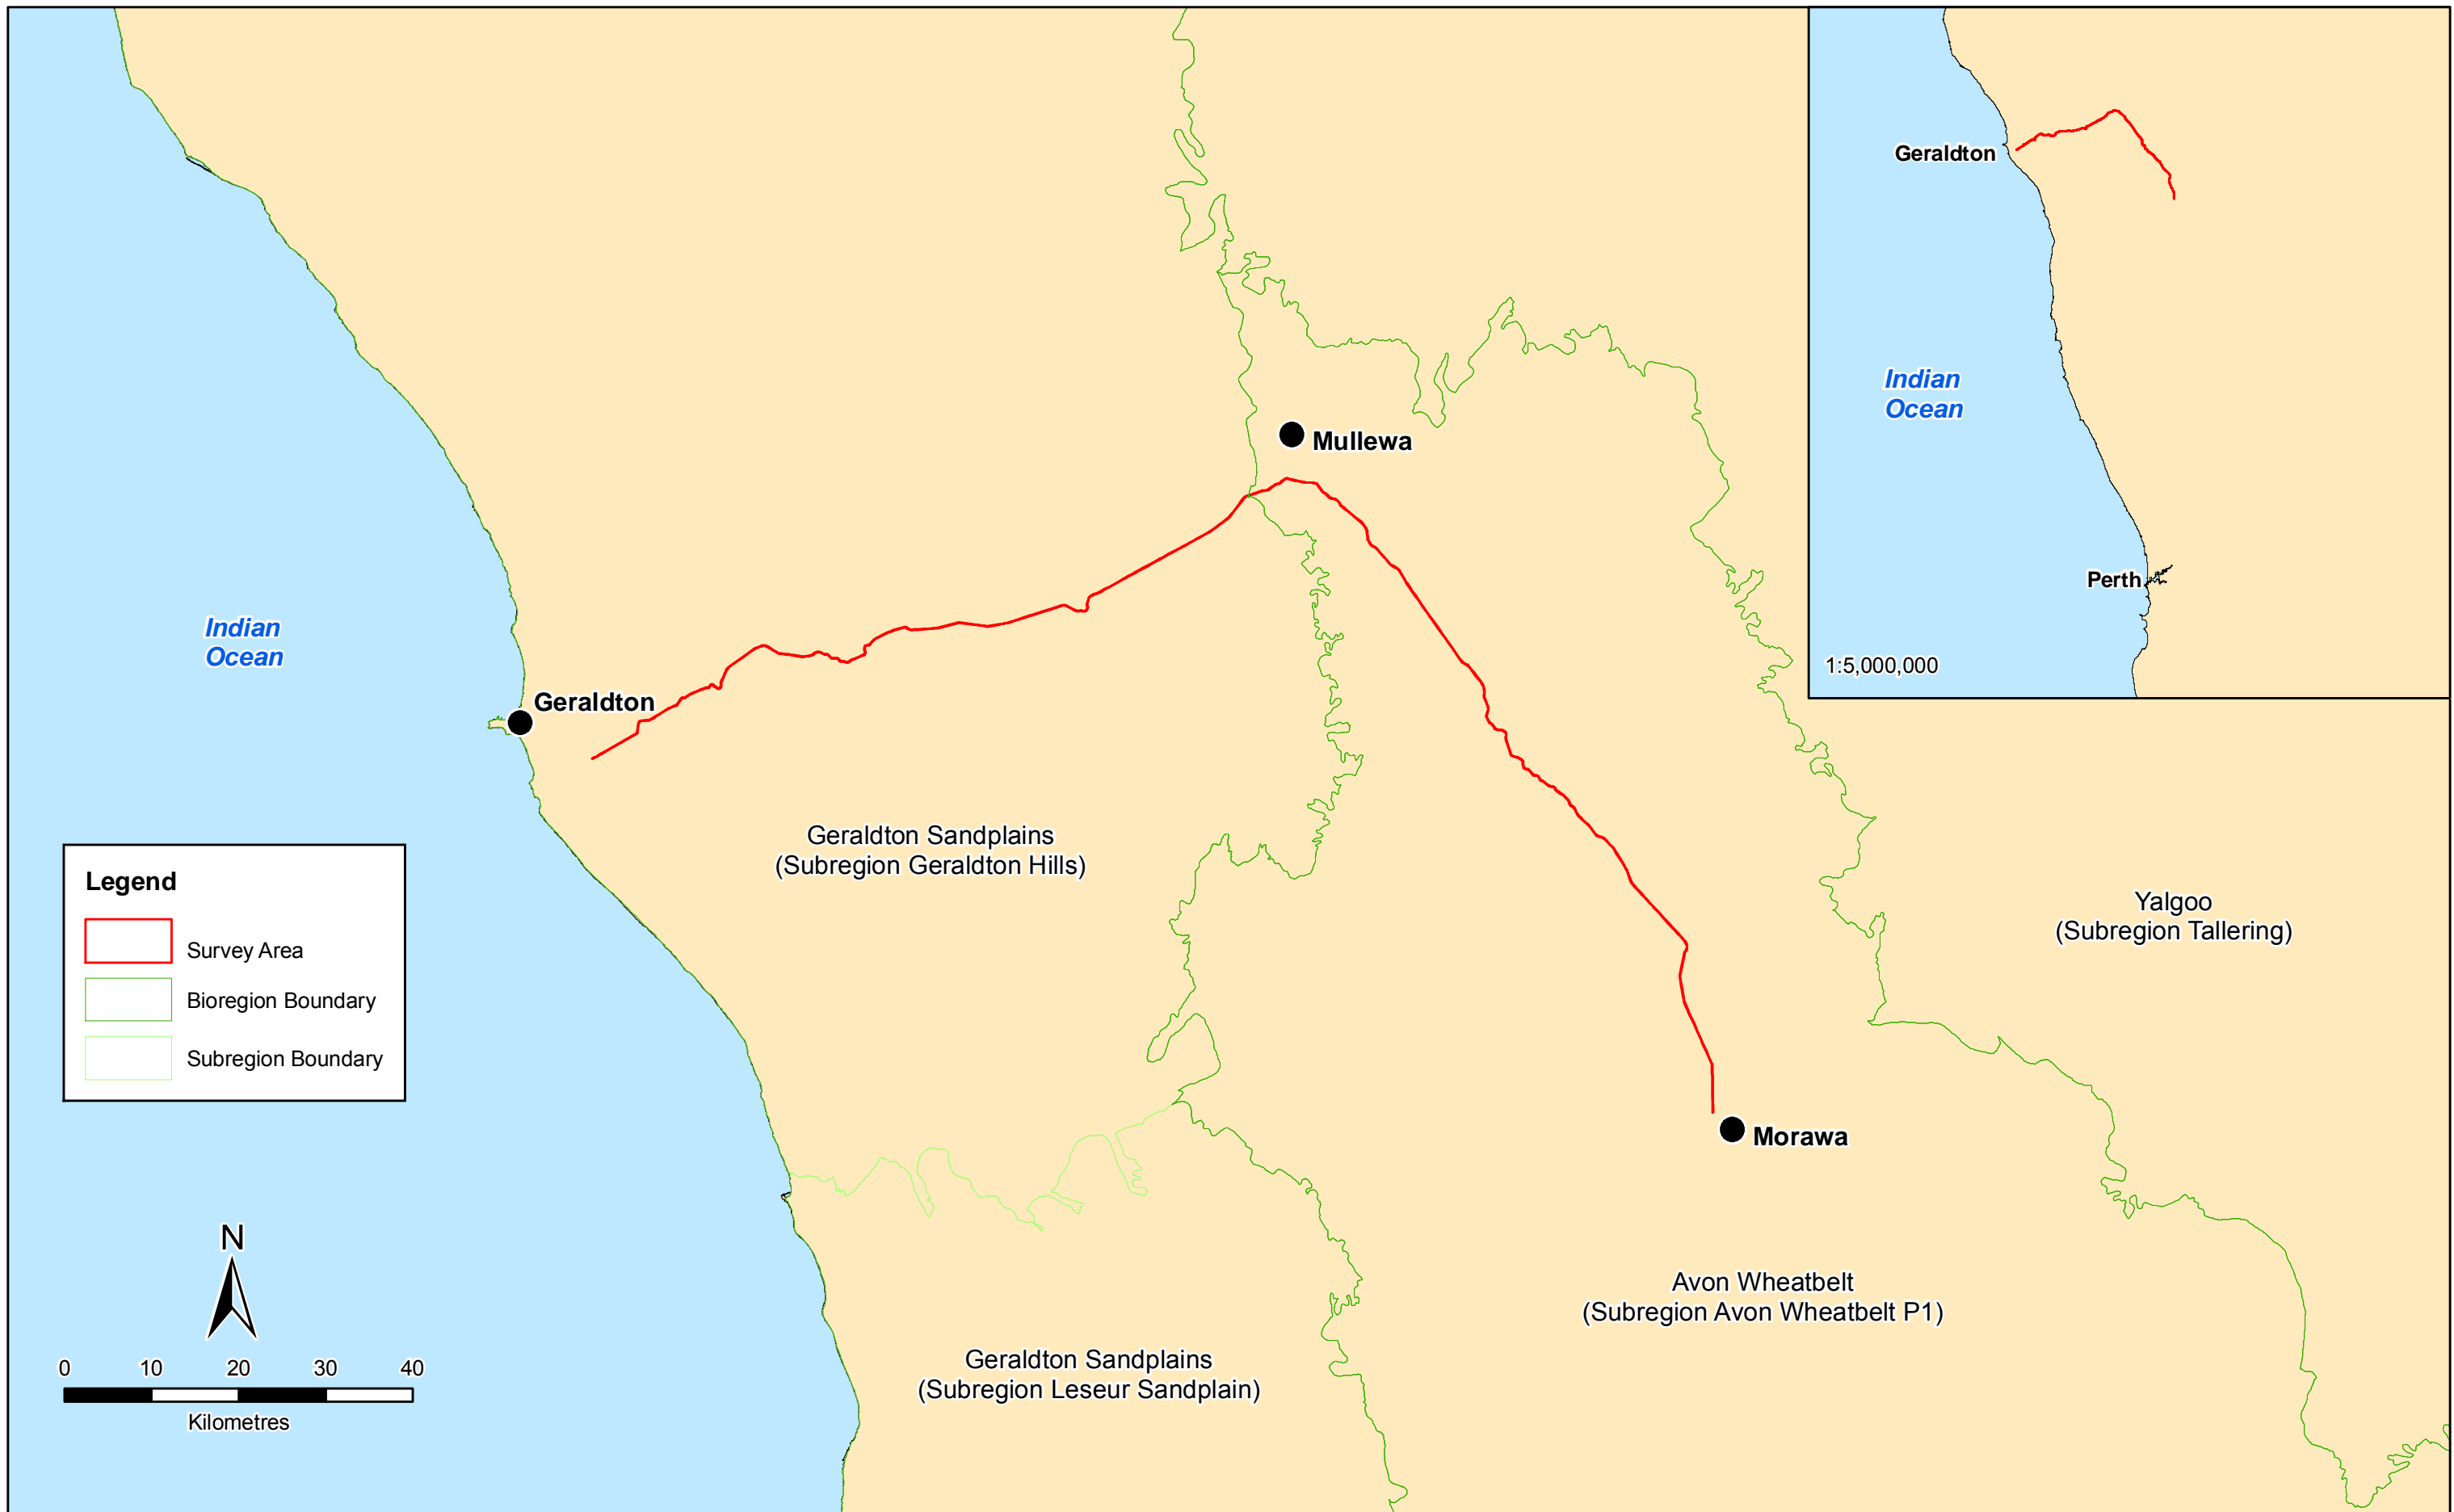 Geraldton
Indian
Ocean
Perth
1:5,000,000
Mullewa
Indian
Ocean
Geraldton
Geraldton Sandplains
(Subregion Geraldton Hills)
Yalgoo
(Subregion Tallering)
Morawa
Avon Wheatbelt
(Subregion Avon Wheatbelt P1)
Geraldton Sandplains
(Subregion Leseur Sandplain)
Legend
Survey Area
Bioregion Boundary
Subregion Boundary
N
0 10 20 30 40
Kilometres